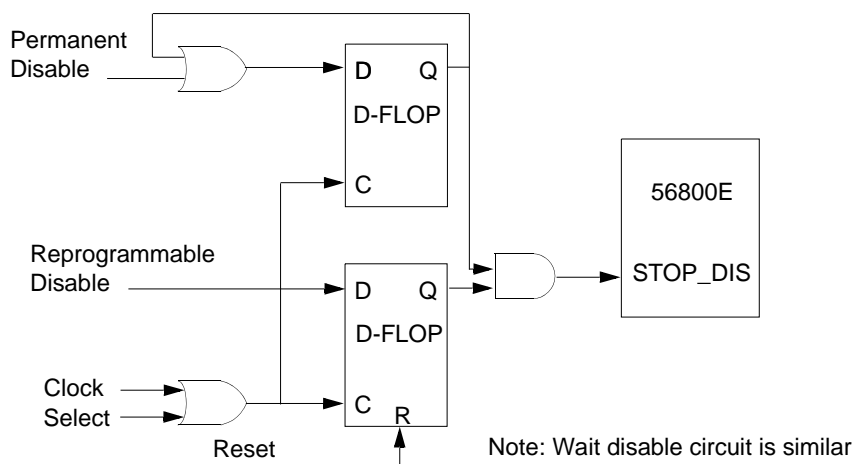 Permanent
Disable
D Q
D-FLOP
C
56800E
STOP_DIS
Reprogrammable
Disable
D Q
D-FLOP
C
R
Clock
Select
Reset
Note: Wait disable circuit is similar